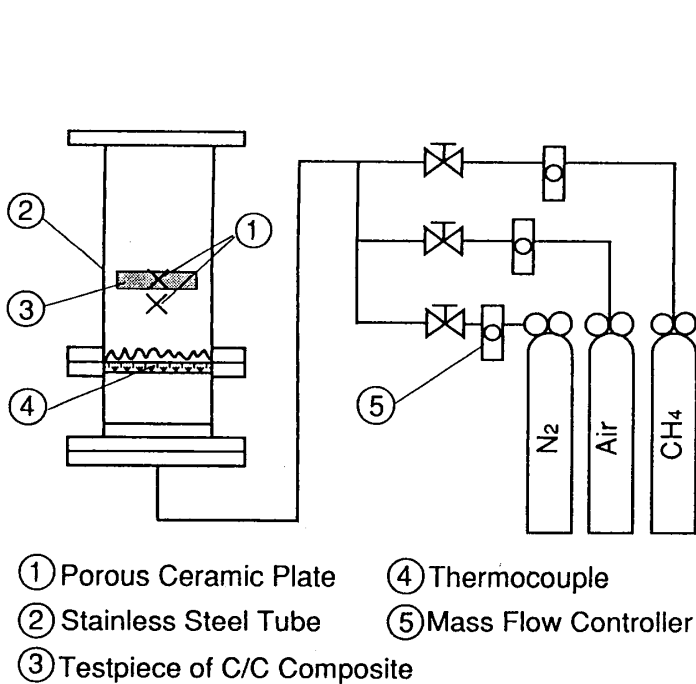 ②
①
③
④
⑤
N2
Air
CH4
① Porous Ceramic Plate
④ Thermocouple
② Stainless Steel Tube
⑤ Mass Flow Controller
③ Testpiece of C/C Composite